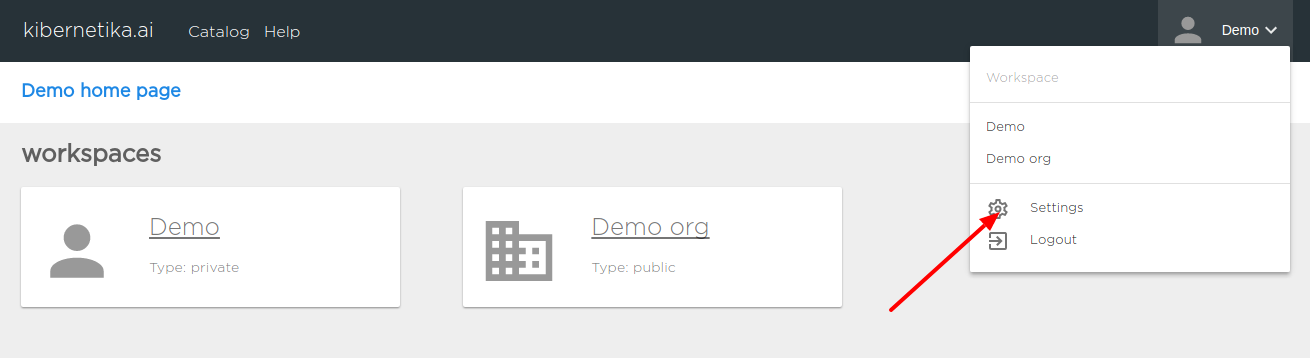 kibernetika.ai Catalog Help Demo
Workspace
Demo home page
Demo
workspaces
Demo org
Demo
Type: private
Demo org
Type: public
Settings
Logout